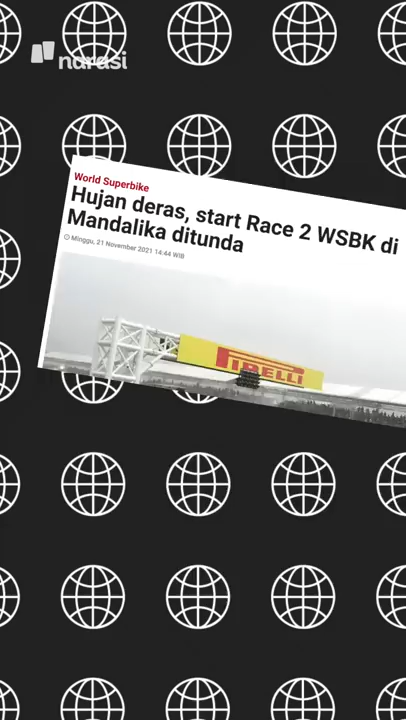 narasi
World Superbike
Hujan deras, start Race 2 WSBK di
Mandalika ditunda
Minggu, 21 November 2021 14:44 WIB
PIRELLI